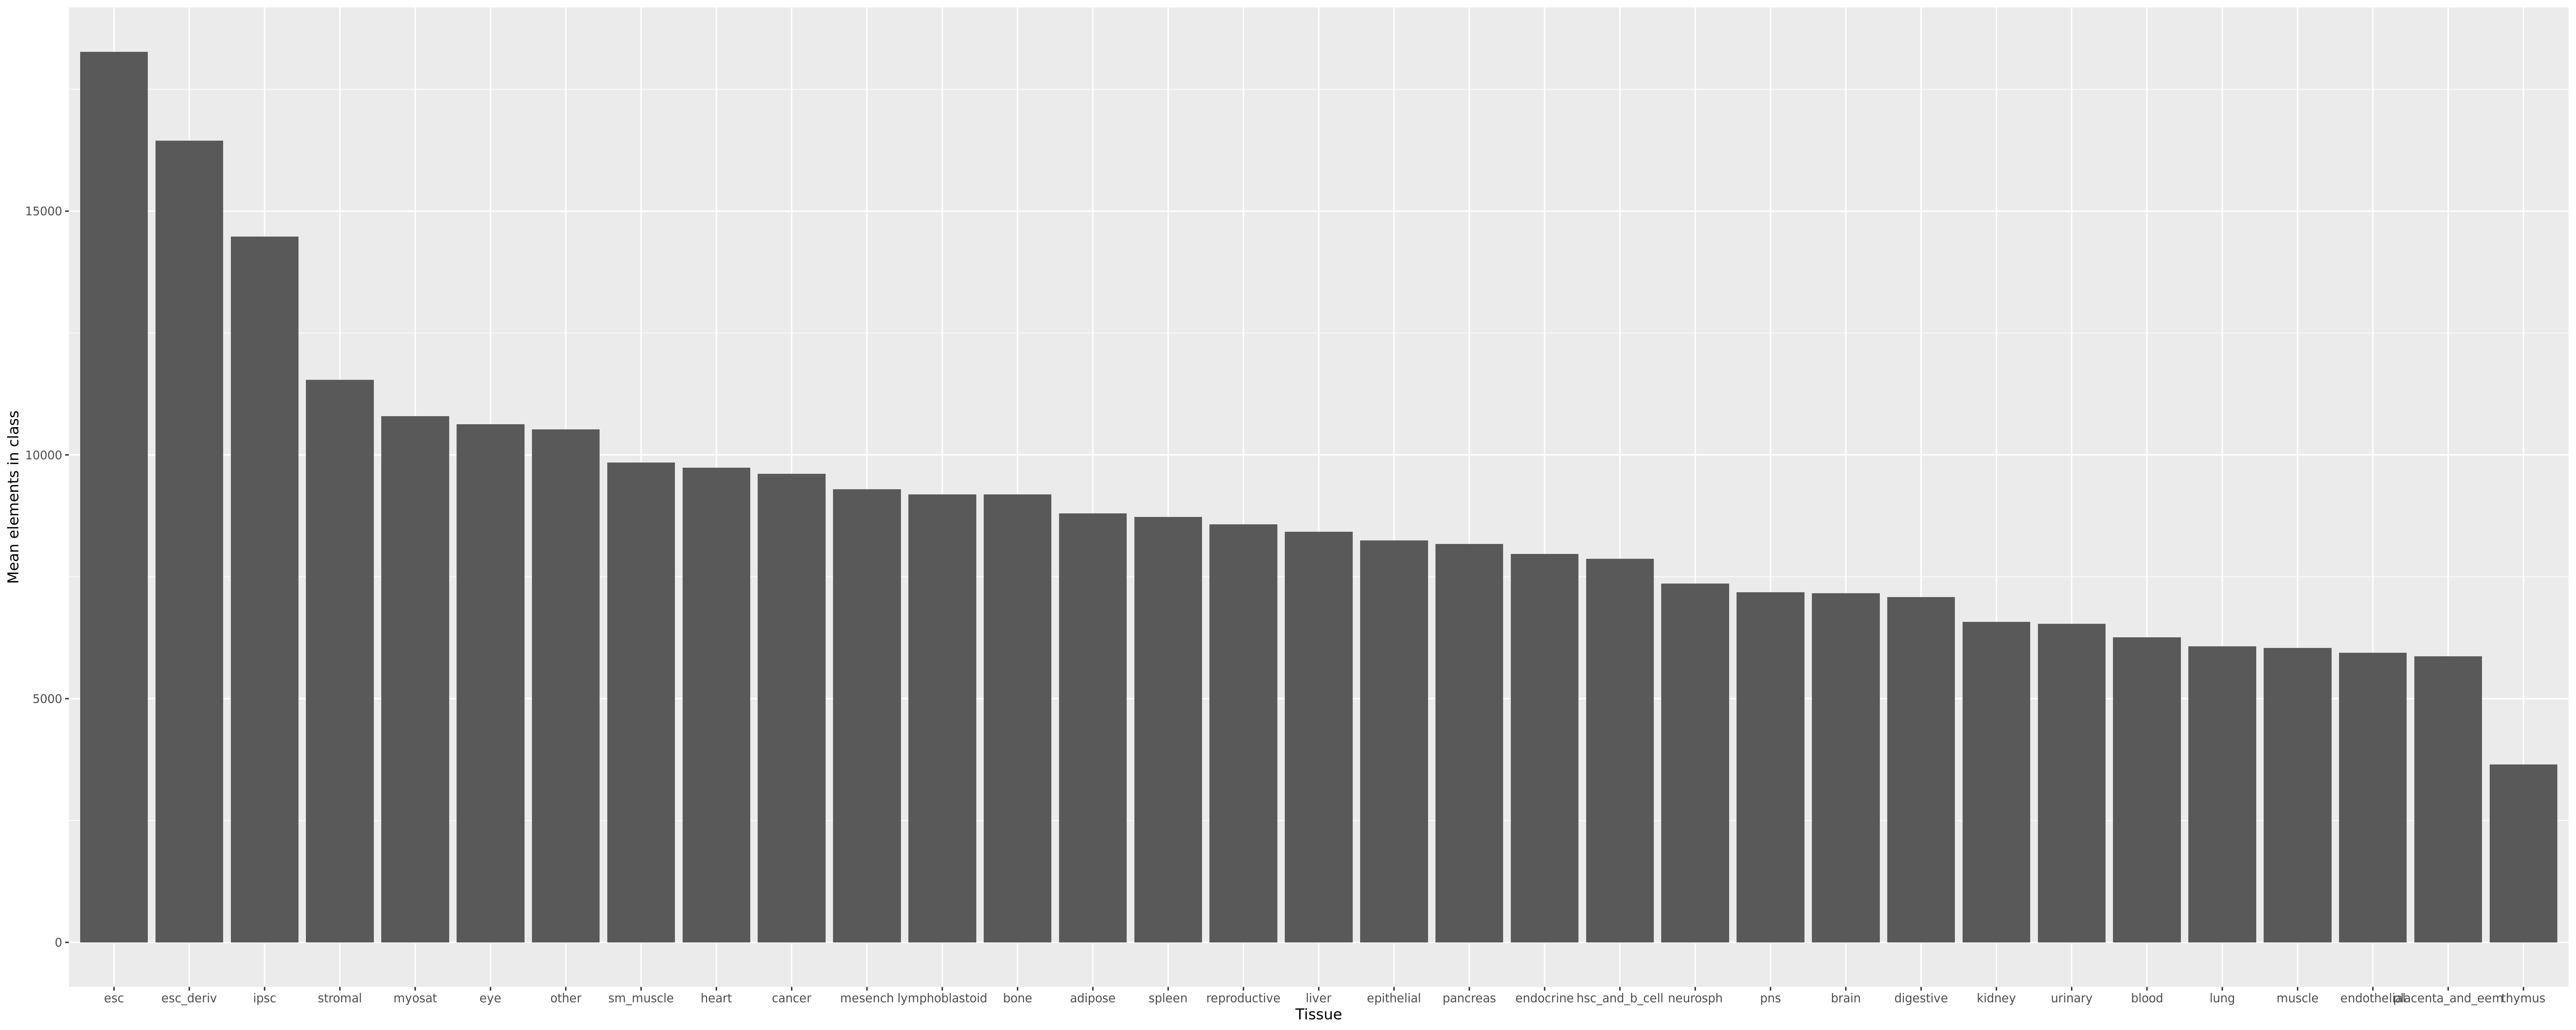 Mean elements in class
15000
10000
5000
0
esc esc_deriv ipsc stromal myosat eye other sm_muscle heart cancer mesench lymphoblastoid bone adipose spleen reproductive liver epithelial pancreas endocrine hsc_and_b_cell neurosph pns brain digestive kidney urinary blood lung muscle endothelial placenta_and_eem thymus
Tissue